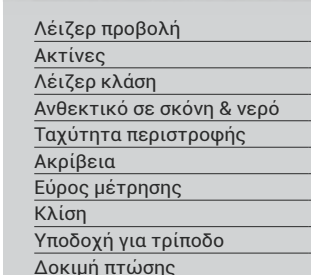 Λέιζερ προβολή
Ακτίνες
Λέιζερ κλάση
Ανθεκτικό σε σκόνη & νερό
Ταχύτητα περιστροφής
Ακρίβεια
Εύρος μέτρησης
Κλίση
Υποδοχή για τρίποδο
Δοκιμή πτώσης